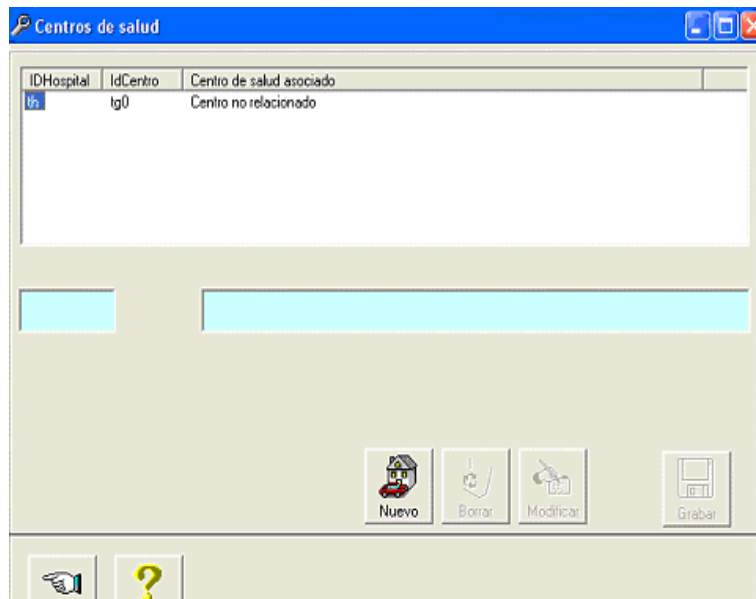 Centros de salud
IDHospital IdCentro Centro de salud asociado
th tg0 Centro no relacionado
Nuevo Borrar Modificar Grabar
?